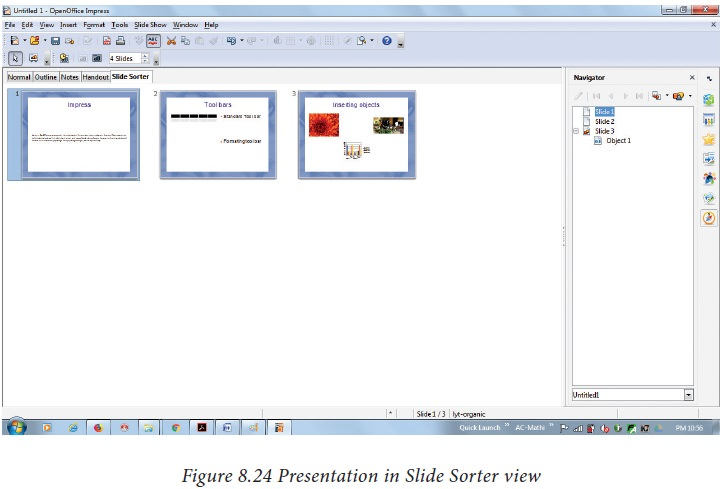 Untitled 1 - OpenOffice Impress
File Edit View Insert Format Tools Slide Show Window Help
4 Slides
Normal Outline Notes Handout Slide Sorter
1 2 3
Impress
Tool bars
Standard Tool bar
Formating tool bar
Inserting objects
Navigator
Slide 1
Slide 2
Slide 3
Object 1
Untitled1
* Slide 1 / 3 lyt-organic
Quick Launch » AC-Maths » PM 10:56
Figure 8.24 Presentation in Slide Sorter view